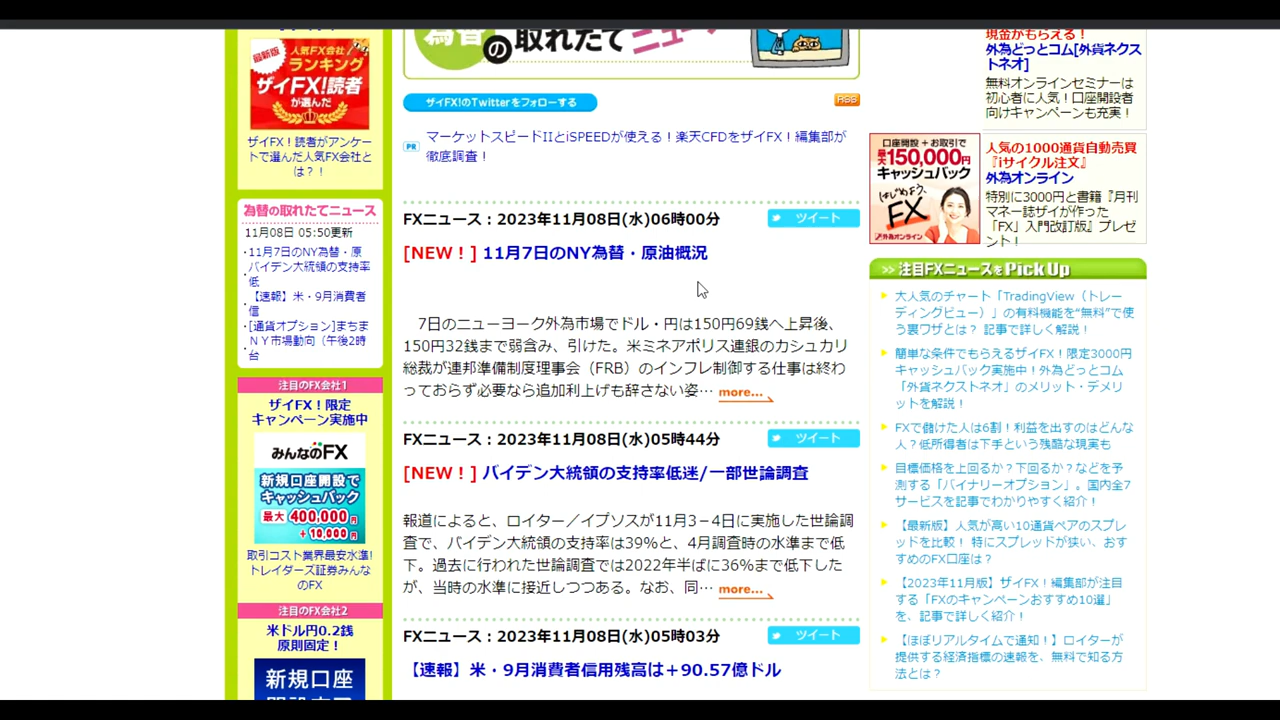 最新版
人気FX会社
ランキング
ザイFX!読者
が選んだ
ザイFX！読者がアンケー
トで選んだ人気FX会社と
は？！
為替の取れたてニュース
11月08日 05:50更新
・11月7日のNY為替・原
バイデン大統領の支持率
・低
【速報】米・9月消費者
・信
・[通貨オプション]まちま
ＮＹ市場動向（午後2時
・台
注目のFX会社1
ザイFX！限定
キャンペーン実施中
みんなのFX
新規口座開設で
キャッシュバック
最大 400,000円
+10,000円
取引コスト業界最安水準!
トレイダーズ証券みんな
のFX
注目のFX会社2
米ドル円0.2銭
原則固定！
新規口座
為替の取れたてニュース
ザイFX!のTwitterをフォローする
RSS
PR
マーケットスピードIIとiSPEEDが使える！楽天CFDをザイFX！編集部が
徹底調査！
FXニュース：2023年11月08日(水)06時00分
ツイート
[NEW！] 11月7日のNY為替・原油概況
7日のニューヨーク外為市場でドル・円は150円69銭へ上昇後、
150円32銭まで弱含み、引けた。米ミネアポリス連銀のカシュカリ
総裁が連邦準備制度理事会（FRB）のインフレ制御する仕事は終わ
っておらず必要なら追加利上げも辞さない姿… more...
FXニュース：2023年11月08日(水)05時44分
ツイート
[NEW！] バイデン大統領の支持率低迷/一部世論調査
報道によると、ロイター／イプソスが11月3－4日に実施した世論調
査で、バイデン大統領の支持率は39%と、4月調査時の水準まで低
下。過去に行われた世論調査では2022年半ばに36%まで低下した
が、当時の水準に接近しつつある。なお、同… more...
FXニュース：2023年11月08日(水)05時03分
ツイート
【速報】米・9月消費者信用残高は＋90.57億ドル
現金がもらえる！
外為どっとコム[外貨ネクス
トネオ]
無料オンラインセミナーは
初心者に人気！口座開設者
向けキャンペーンも充実！
口座開設+お取引で
最大150,000円
キャッシュバック
はじめよう、
FX
外為オンライン
人気の1000通貨自動売買
『iサイクル注文』
外為オンライン
特別に3000円と書籍『月刊
マネー誌ザイが作った
「FX」入門改訂版』プレゼ
ント！
>> 注目FXニュースをPick Up
大人気のチャート「TradingView（トレー
ディングビュー）」の有料機能を“無料”で使
う裏ワザとは？ 記事で詳しく解説！
簡単な条件でもらえるザイFX！限定3000円
キャッシュバック実施中！外為どっとコム
「外貨ネクストネオ」のメリット・デメリ
ットを解説！
FXで儲けた人は6割！利益を出すのはどんな
人？低所得者は下手という残酷な現実も
目標価格を上回るか？下回るか？などを予
測する「バイナリーオプション」。国内全7
サービスを記事でわかりやすく紹介！
【最新版】人気が高い10通貨ペアのスプレ
ッドを比較！ 特にスプレッドが狭い、おす
すめのFX口座は？
【2023年11月版】ザイFX！編集部が注目
する「FXのキャンペーンおすすめ10選」
を、記事で詳しく紹介！
【ほぼリアルタイムで通知！】ロイターが
提供する経済指標の速報を、無料で知る方
法とは？